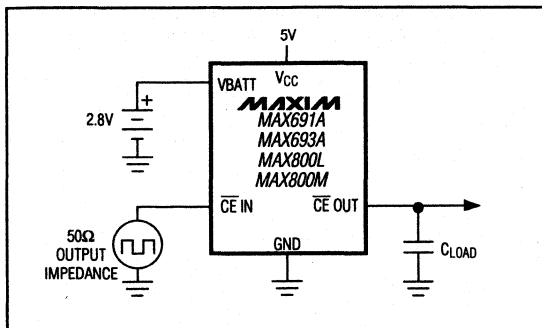 5V
VCC
VBATT
+
2.8V
MAXIM
MAX691A
MAX693A
MAX800L
MAX800M
CE IN
CE OUT
50Ω
OUTPUT
IMPEDANCE
GND
CLOAD